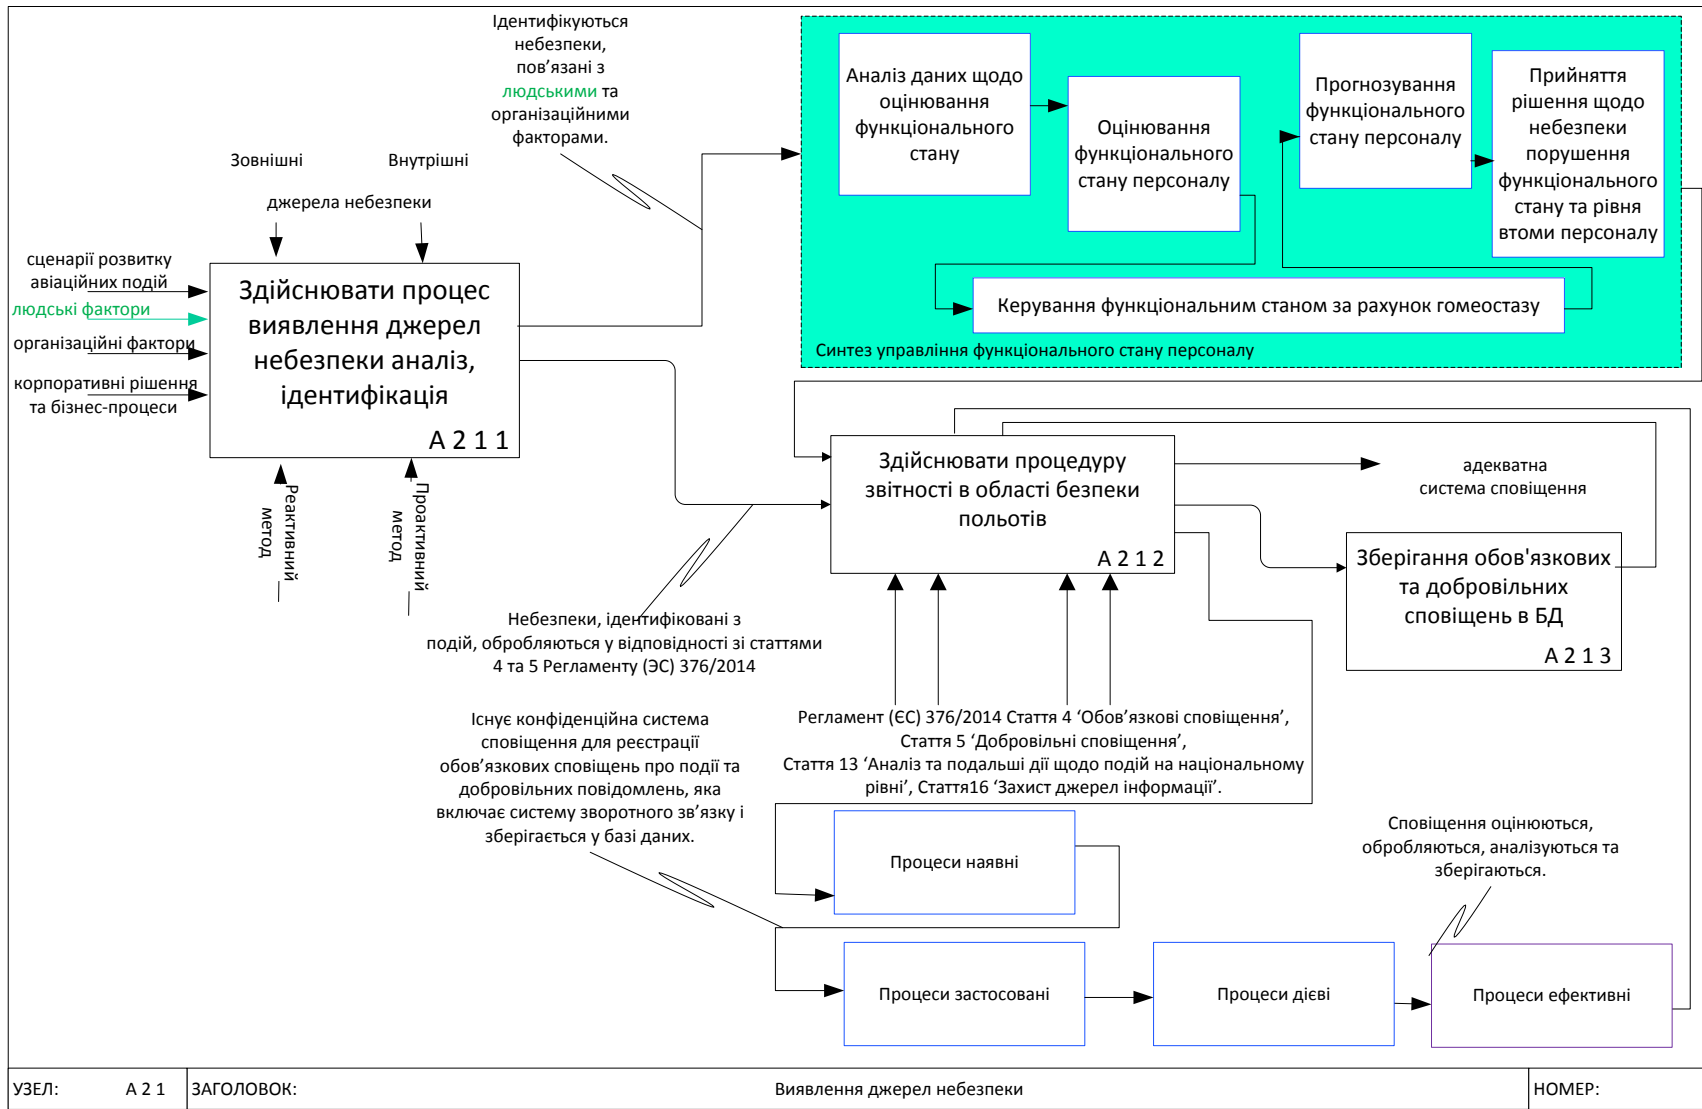 Ідентифікуються
небезпеки,
пов’язані з
людськими та
організаційними
факторами.
Зовнішні
Внутрішні
джерела небезпеки
сценарії розвитку
авіаційних подій
людські фактори
організаційні фактори
корпоративні рішення
та бізнес-процеси
Здійснювати процес
виявлення джерел
небезпеки аналіз,
ідентифікація
А 2 1 1
Реактивний
метод
Проактивний
метод
Аналіз даних щодо
оцінювання
функціонального
стану
Оцінювання
функціонального
стану персоналу
Прогнозування
функціонального
стану персоналу
Прийняття
рішення щодо
небезпеки
порушення
функціонального
стану та рівня
втоми персоналу
Керування функціональним станом за рахунок гомеостазу
Синтез управління функціонального стану персоналу
Здійснювати процедуру
звітності в області безпеки
польотів
А 2 1 2
адекватна
система сповіщення
Зберігання обов'язкових
та добровільних
сповіщень в БД
А 2 1 3
Небезпеки, ідентифіковані з
подій, обробляються у відповідності зі статтями
4 та 5 Регламенту (ЭС) 376/2014
Регламент (ЄС) 376/2014 Стаття 4 ‘Обов’язкові сповіщення’,
Стаття 5 ‘Добровільні сповіщення’,
Стаття 13 ‘Аналіз та подальші дії щодо подій на національному
рівні’, Стаття16 ‘Захист джерел інформації’.
Існує конфіденційна система
сповіщення для реєстрації
обов’язкових сповіщень про події та
добровільних повідомлень, яка
включає систему зворотного зв’язку і
зберігається у базі даних.
Процеси наявні
Сповіщення оцінюються,
обробляються, аналізуються та
зберігаються.
Процеси застосовані
Процеси дієві
Процеси ефективні
УЗЕЛ: А 2 1 ЗАГОЛОВОК: Виявлення джерел небезпеки НОМЕР: